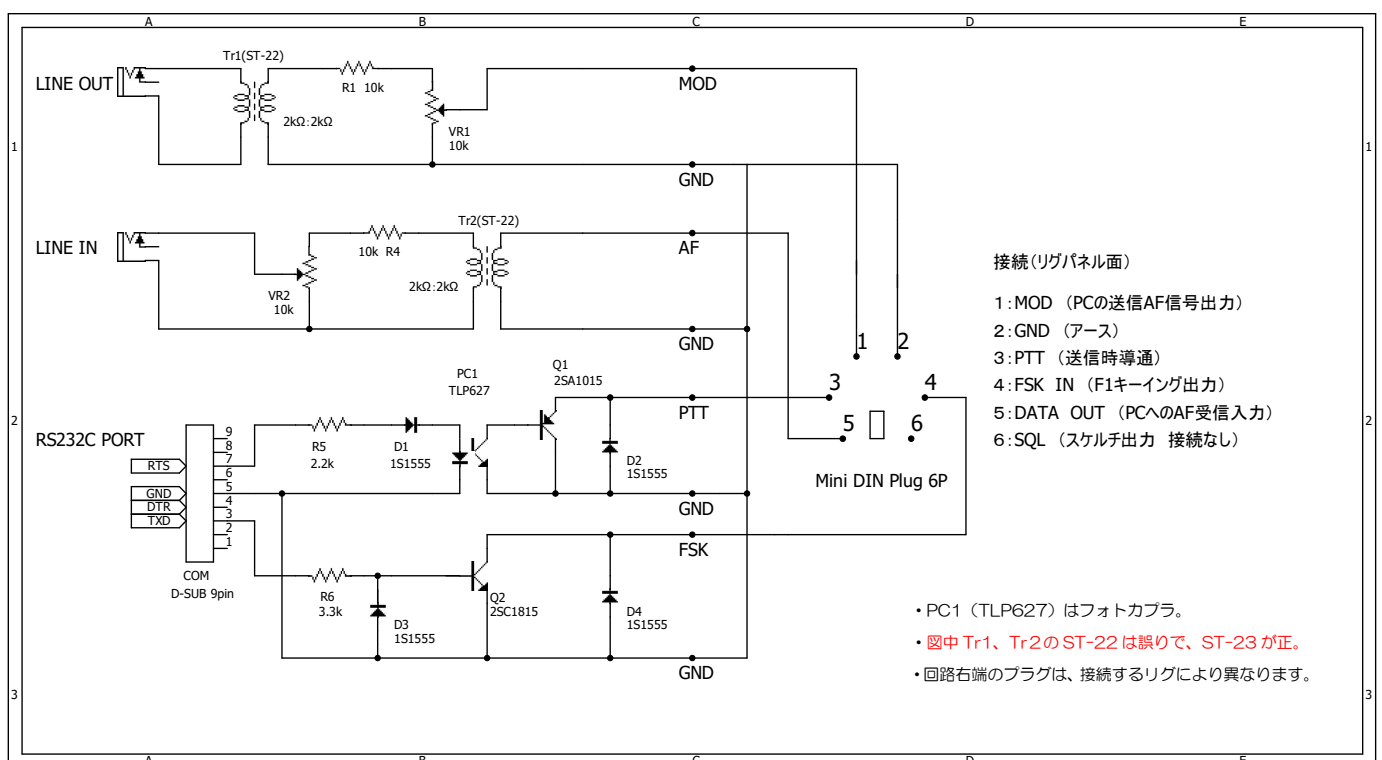 A B C D E
Tr1(ST-22)
LINE OUT
R1 10k
MOD
2kΩ:2kΩ
VR1
10k
1 1
GND
Tr2(ST-22)
LINE IN
10k R4
AF
接続(リグパネル面)
2kΩ:2kΩ
VR2
10k
1:MOD (PCの送信AF信号出力)
2:GND (アース)
3:PTT (送信時導通)
4:FSK IN (F1キーイング出力)
5:DATA OUT (PCへのAF受信入力)
6:SQL (スケルチ出力 接続なし)
GND
1 2
PC1
TLP627
Q1
2SA1015
3 4
PTT
5 6
2 2
RS232C PORT
9
8
7
6
5
4
3
2
1
RTS
GND
DTR
TXD
R5
2.2k
D1
1S1555
D2
1S1555
Mini DIN Plug 6P
GND
FSK
COM
D-SUB 9pin
R6
3.3k
Q2
2SC1815
D3
1S1555
D4
1S1555
・PC1(TLP627)はフォトカプラ。
・図中 Tr1、Tr2の ST-22 は誤りで、ST-23 が正。
・回路右端のプラグは、接続するリグにより異なります。
GND
3 3
A B C D E